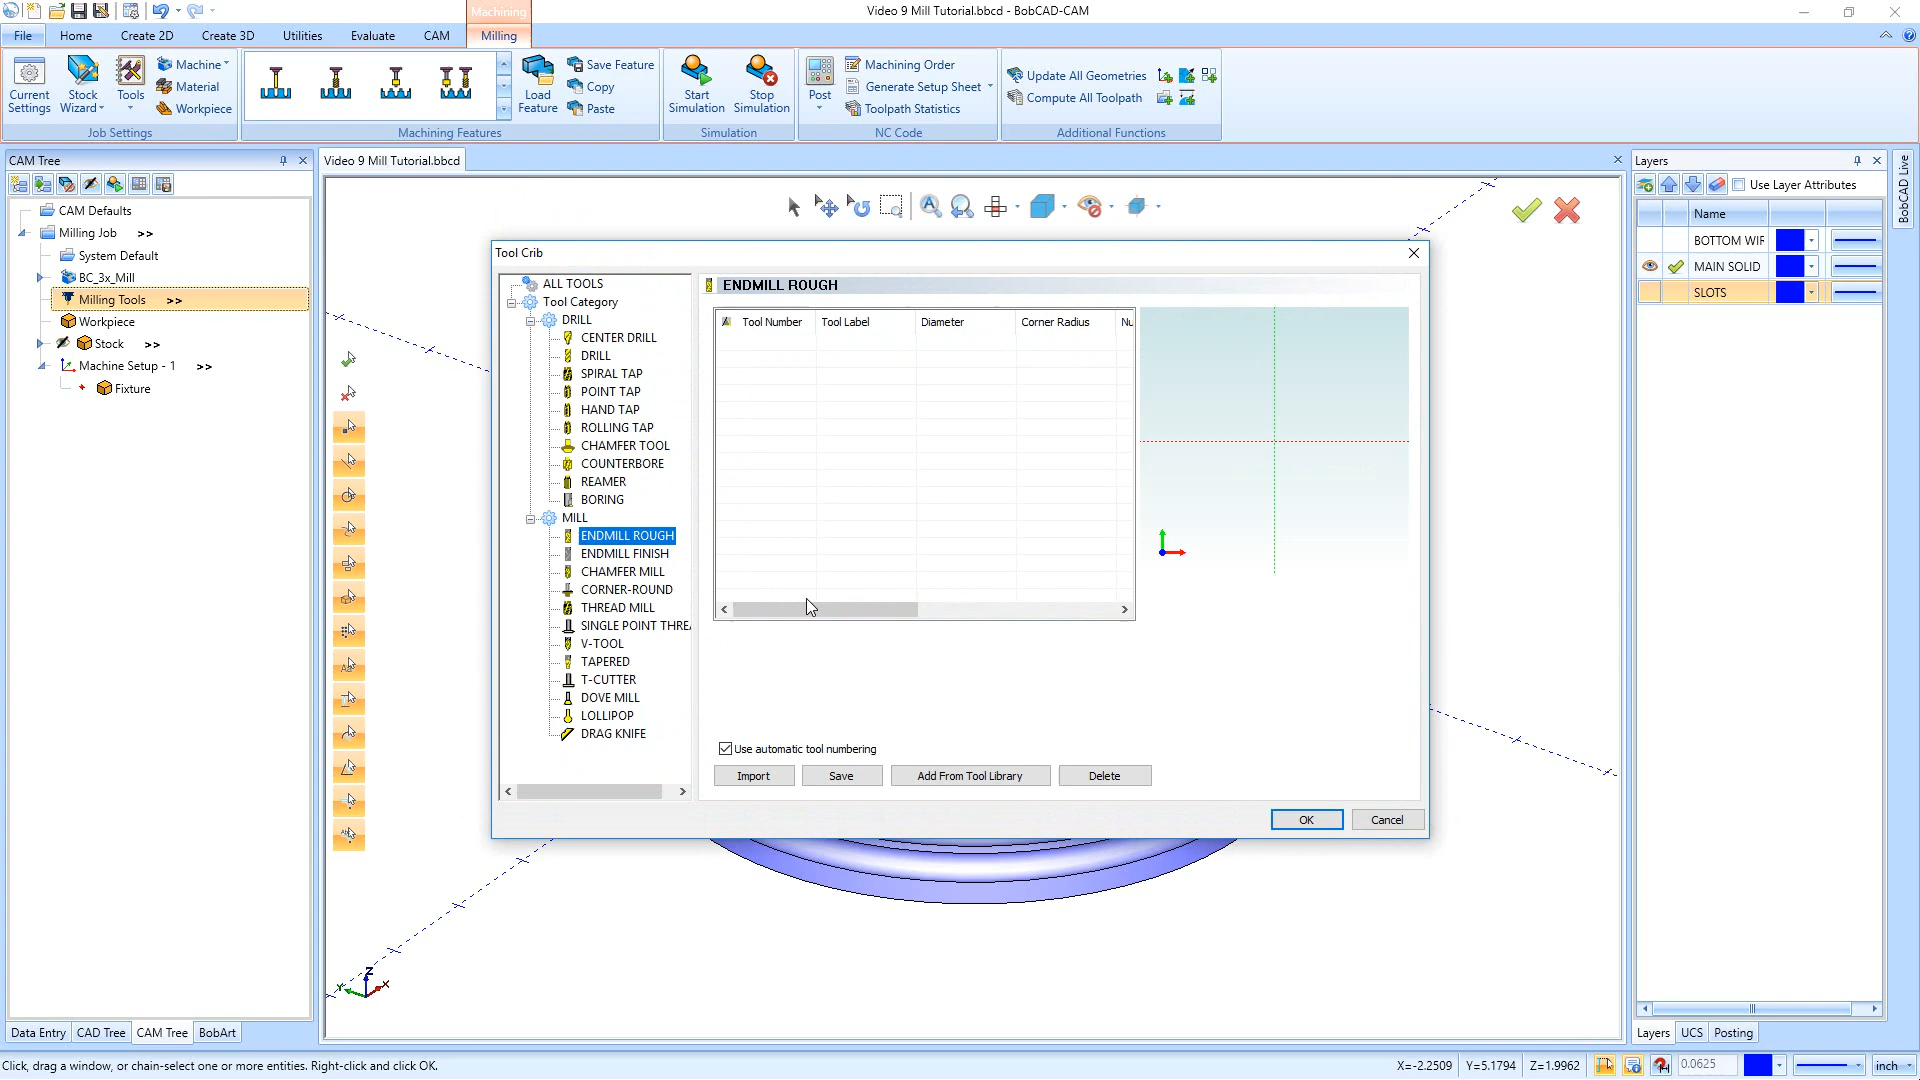 Machining
Video 9 Mill Tutorial.bbcd - BobCAD-CAM
File
Home
Create 2D
Create 3D
Utilities
Evaluate
CAM
Milling
Current
Settings
Stock
Wizard
Tools
Machine
Material
Workpiece
Job Settings
Machining Features
Load
Feature
Save Feature
Copy
Paste
Start
Simulation
Stop
Simulation
Simulation
Post
Machining Order
Generate Setup Sheet
Toolpath Statistics
NC Code
Update All Geometries
Compute All Toolpath
Additional Functions
CAM Tree
CAM Defaults
Milling Job >>
System Default
BC_3x_Mill
Milling Tools >>
Workpiece
Stock >>
Machine Setup - 1 >>
Fixture
Data Entry
CAD Tree
CAM Tree
BobArt
Video 9 Mill Tutorial.bbcd
Tool Crib
ALL TOOLS
Tool Category
DRILL
CENTER DRILL
DRILL
SPIRAL TAP
POINT TAP
HAND TAP
ROLLING TAP
CHAMFER TOOL
COUNTERBORE
REAMER
BORING
MILL
ENDMILL ROUGH
ENDMILL FINISH
CHAMFER MILL
CORNER-ROUND
THREAD MILL
SINGLE POINT THRE
V-TOOL
TAPERED
T-CUTTER
DOVE MILL
LOLLIPOP
DRAG KNIFE
ENDMILL ROUGH
Tool Number
Tool Label
Diameter
Corner Radius
Nu
Use automatic tool numbering
Import
Save
Add From Tool Library
Delete
OK
Cancel
Z
Y
X
Layers
Use Layer Attributes
Name
BOTTOM WIF
MAIN SOLID
SLOTS
Layers
UCS
Posting
BobCAD Live
Click, drag a window, or chain-select one or more entities. Right-click and click OK.
X=-2.2509
Y=5.1794
Z=1.9962
0.0625
inch